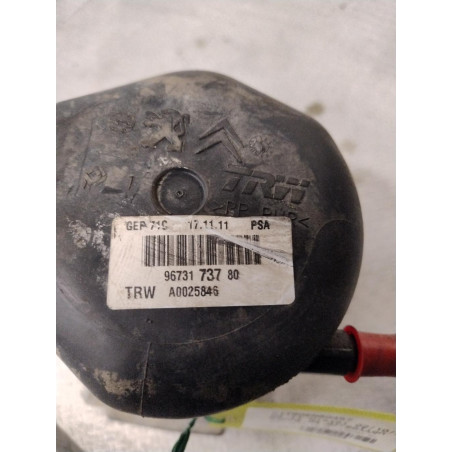 TRW
GEP 71C 17.11.11 PSA
96731 737 80
TRW A0025846